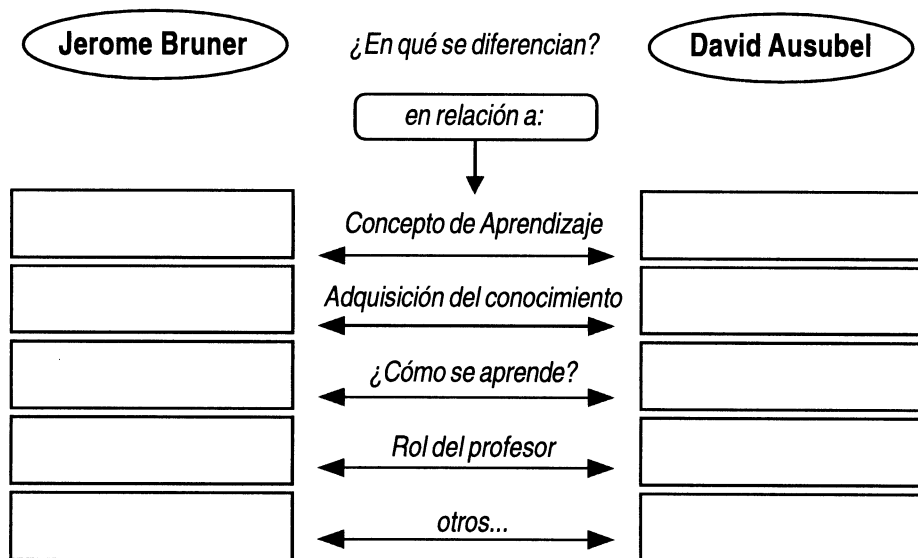 Jerome Bruner
¿En qué se diferencian?
David Ausubel
en relación a:
Concepto de Aprendizaje
Adquisición del conocimiento
¿Cómo se aprende?
Rol del profesor
otros...